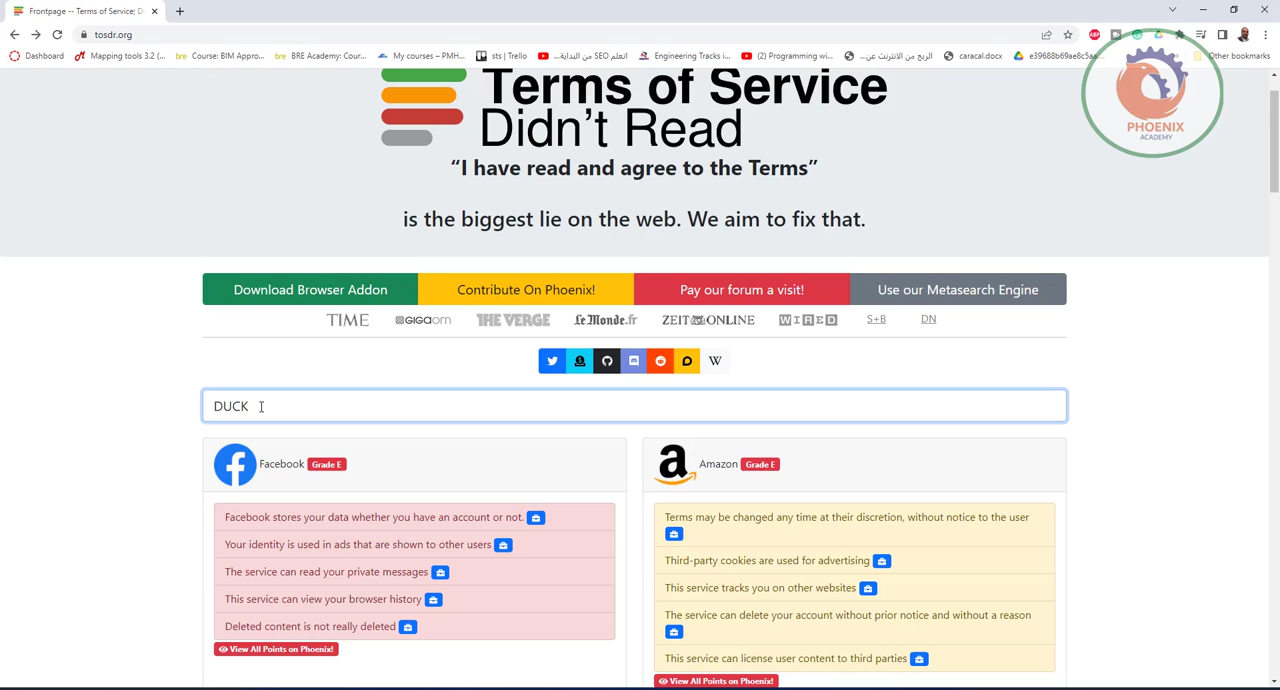 Frontpage -- Terms of Service; D
tosdr.org
Dashboard
Mapping tools 3.2 (...
Course: BIM Appro...
BRE Academy: Cour...
My courses – PMH...
sts | Trello
اتعلم SEO من البداية...
Engineering Tracks i...
(2) Programming wi...
الربح من الانترنت عن...
caracal.docx
e39688b69ae8c5aa...
Other bookmarks
PHOENIX
ACADEMY
Terms of Service
Didn't Read
“I have read and agree to the Terms”
is the biggest lie on the web. We aim to fix that.
Download Browser Addon
Contribute On Phoenix!
Pay our forum a visit!
Use our Metasearch Engine
TIME
GIGAOM
THE VERGE
Le Monde.fr
ZEIT ONLINE
WIRED
S+B
DN
W
DUCK
Facebook Grade E
Facebook stores your data whether you have an account or not.
Your identity is used in ads that are shown to other users
The service can read your private messages
This service can view your browser history
Deleted content is not really deleted
View All Points on Phoenix!
Amazon Grade E
Terms may be changed any time at their discretion, without notice to the user
Third-party cookies are used for advertising
This service tracks you on other websites
The service can delete your account without prior notice and without a reason
This service can license user content to third parties
View All Points on Phoenix!